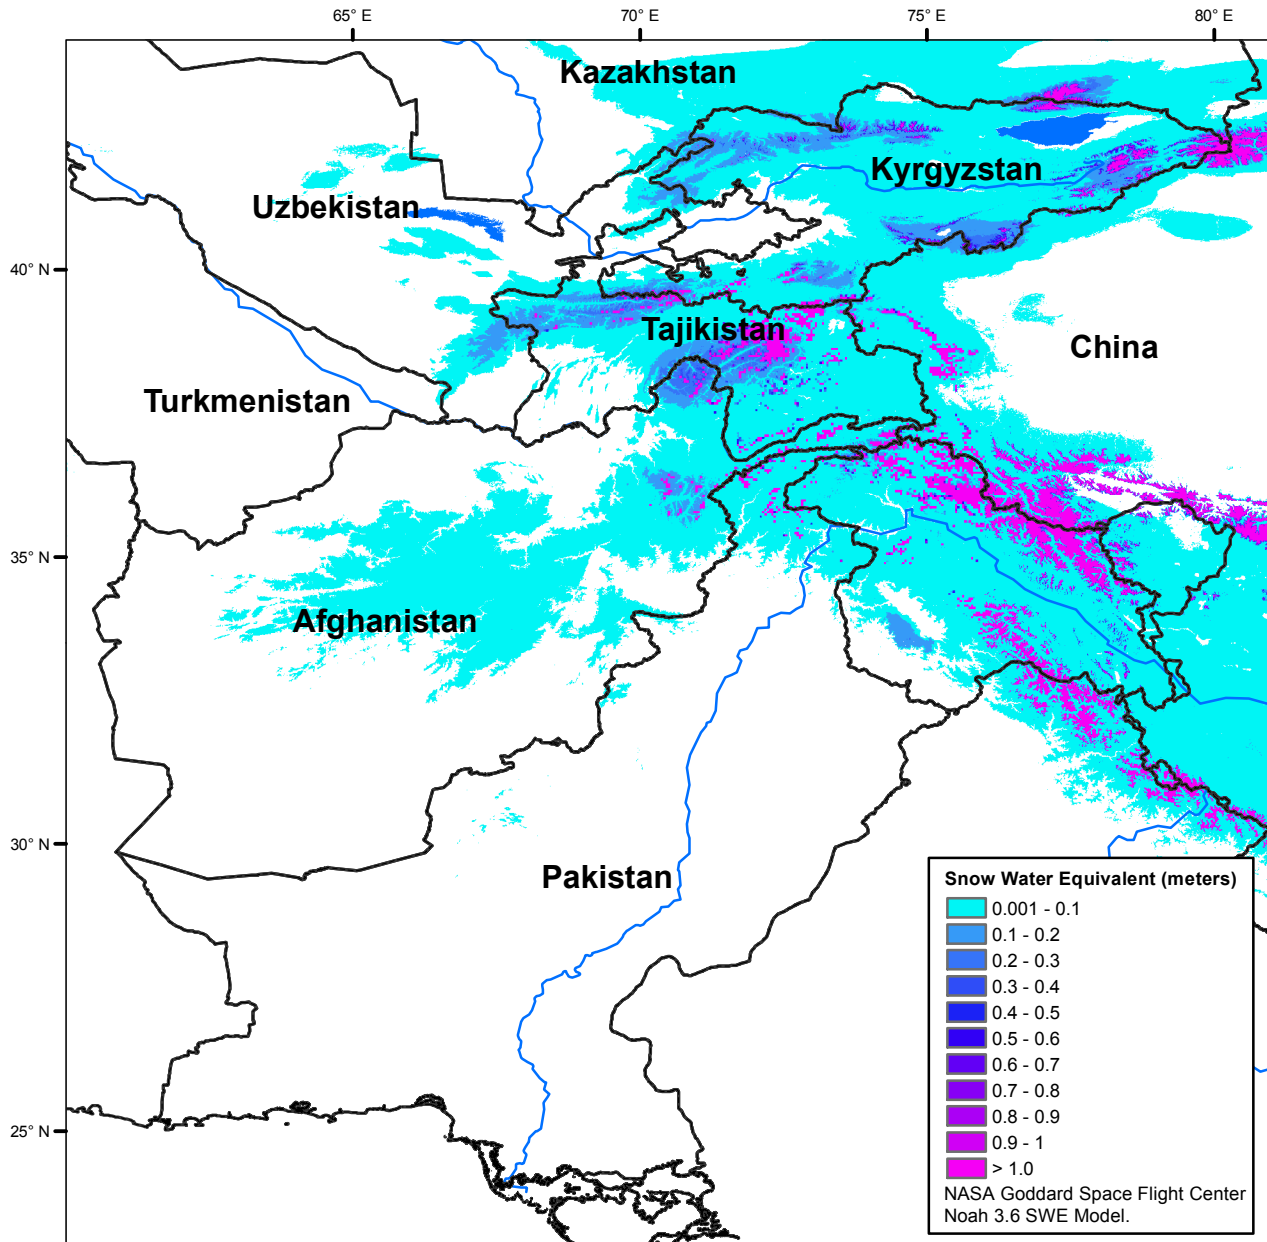 65° E
70° E
75° E
80° E
Kazakhstan
Kyrgyzstan
Uzbekistan
40° N
Tajikistan
China
Turkmenistan
35° N
Afghanistan
30° N
Pakistan
25° N
Snow Water Equivalent (meters)
0.001 - 0.1
0.1 - 0.2
0.2 - 0.3
0.3 - 0.4
0.4 - 0.5
0.5 - 0.6
0.6 - 0.7
0.7 - 0.8
0.8 - 0.9
0.9 - 1
> 1.0
NASA Goddard Space Flight Center
Noah 3.6 SWE Model.